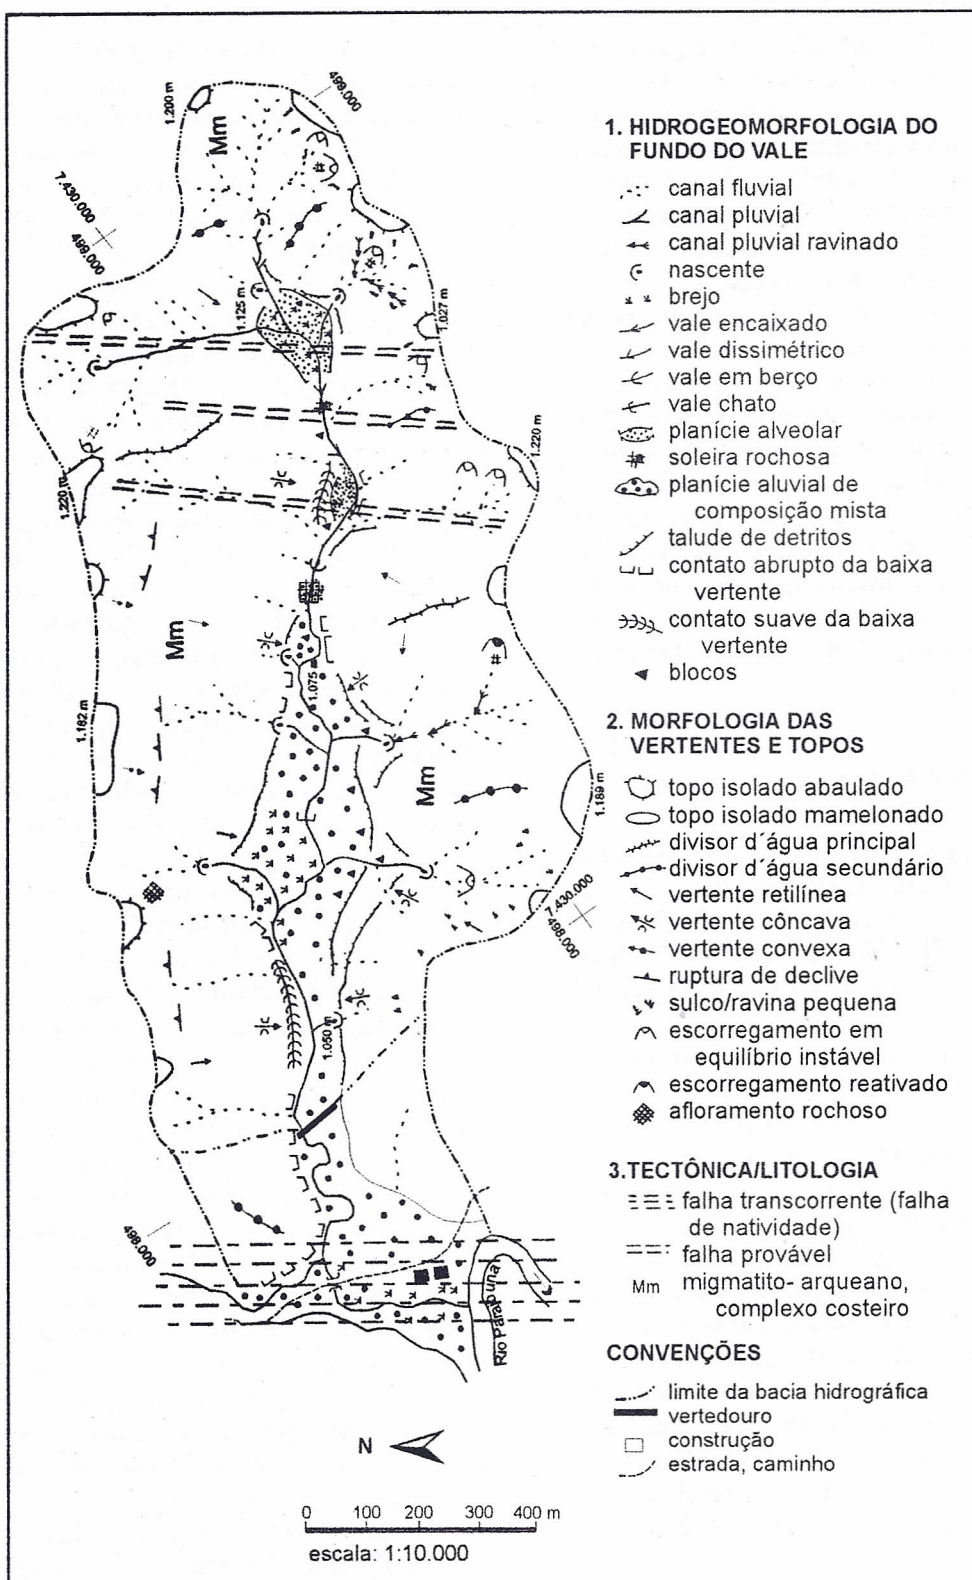 1.200 m
499.000
Mm
7.430.000
499.000
1.125 m
1.027 m
1.220 m
1.220 m
Mm
1.075 m
1.182 m
Mm
1.189 m
7.430.000
498.000
1.050 m
498.000
Rio Paraibuna
N
0 100 200 300 400 m
escala: 1:10.000
1. HIDROGEOMORFOLOGIA DO
FUNDO DO VALE
canal fluvial
canal pluvial
canal pluvial ravinado
nascente
brejo
vale encaixado
vale dissimétrico
vale em berço
vale chato
planície alveolar
soleira rochosa
planície aluvial de
composição mista
talude de detritos
contato abrupto da baixa
vertente
contato suave da baixa
vertente
blocos
2. MORFOLOGIA DAS
VERTENTES E TOPOS
topo isolado abaulado
topo isolado mamelonado
divisor d´água principal
divisor d´água secundário
vertente retilínea
vertente côncava
vertente convexa
ruptura de declive
sulco/ravina pequena
escorregamento em
equilíbrio instável
escorregamento reativado
afloramento rochoso
3.TECTÔNICA/LITOLOGIA
falha transcorrente (falha
de natividade)
falha provável
Mm migmatito- arqueano,
complexo costeiro
CONVENÇÕES
limite da bacia hidrográfica
vertedouro
construção
estrada, caminho